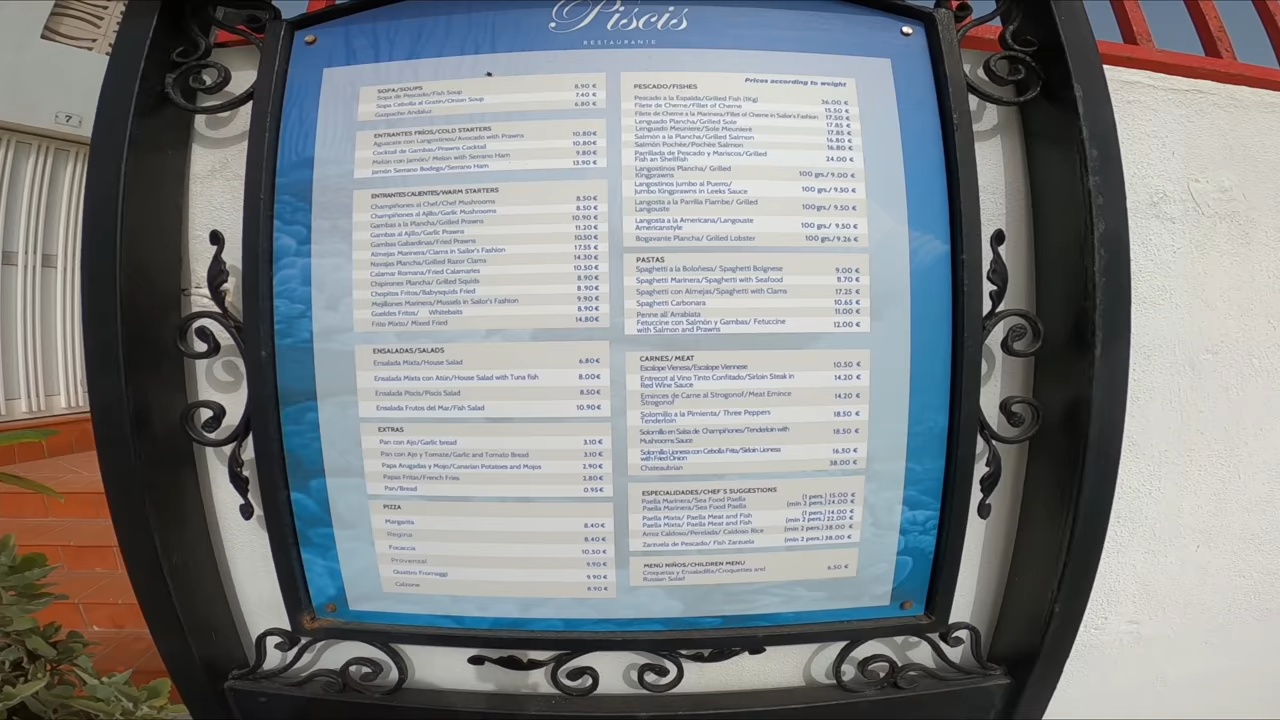 Piscis
RESTAURANTE
7
SOPA/SOUPS
Sopa de Pescado/Fish Soup 8.90 €
Sopa Cebolla al Gratin/Onion Soup 7.40 €
Gazpache Andaluz 6.80 €
ENTRANTES FRÍOS/COLD STARTERS
Aguacate con Langostinos/Avocado with Prawns 10.80€
Cocktail de Gambas/Prawns Cocktail 10.80€
Melón con Jamón/ Melon with Serrano Ham 9.80€
Jamón Serrano Bodega/Serrano Ham 13.90 €
ENTRANTES CALIENTES/WARM STARTERS
Champiñones al Chef/Chef Mushrooms 8.50€
Champiñones al Ajillo/Garlic Mushrooms 8.50 €
Gambas a la Plancha/Grilled Prawns 10.90 €
Gambas al Ajillo/Garlic Prawns 11.20 €
Gambas Gabardinas/Fried Prawns 10.50 €
Almejas Marinera/Clams in Sailor's Fashion 17.55 €
Navajas Plancha/Grilled Razor Clams 14.30 €
Calamar Romana/Fried Calamaries 10.50 €
Chipirones Plancha/ Grilled Squids 8.90 €
Chopitos Fritos/Babysquids Fried 8.90€
Mejillones Marinera/Mussels in Sailor's Fashion 9.90 €
Gueldes Fritos/ Whitebaits 8.90 €
Frito Mixto/ Mixed Fried 14.80€
ENSALADAS/SALADS
Ensalada Mixta/House Salad 6.80€
Ensalada Mixta con Atún/House Salad with Tuna fish 8.00€
Ensalada Piscis/Piscis Salad 8.50€
Ensalada Frutos del Mar/Fish Salad 10.90€
EXTRAS
Pan con Ajo/Garlic bread 3.10 €
Pan con Ajo y Tomate/Garlic and Tomato Bread 3.10 €
Papa Arragadas y Mojo/Canarian Potatoes and Mojos 2.90€
Papas Fritas/French Fries 2.80€
Pan/Bread 0.95€
PIZZA
Margarita 8.40€
Regina 8.40 €
Focaccia 10.50 €
Provenzal 9.90€
Quattro Fromaggi 9.90 €
Calzone 8.90 €
PESCADO/FISHES Prices according to weight
Pescado a la Espalda/Grilled Fish (1Kg) 36.00 €
Filete de Cherne/Fillet of Cherne 15.50 €
Filete de Cherne a la Marinera/Fillet of Cherne in Sailor's Fashion 17.50 €
Lenguado Plancha/Grilled Sole 17.85 €
Lenguado Meuniere/Sole Meuniere 17.85 €
Salmón a la Plancha/Grilled Salmon 16.80 €
Salmón Pochée/Pochée Salmon 16.80 €
Parrillada de Pescado y Mariscos/Grilled
Fish an Shellfish 24.00 €
Langostinos Plancha/ Grilled
Kingprawns 100 grs./ 9.00 €
Langostinos Jumbo al Puerro/
Jumbo Kingprawns in Leeks Sauce 100 grs./ 9.50 €
Langosta a la Parrilla Flambe/ Grilled
Langouste 100grs./ 9.50 €
Langosta a la Americana/Langouste
Americanstyle 100 grs./ 9.50 €
Bogavante Plancha/ Grilled Lobster 100 grs./9.26 €
PASTAS
Spaghetti a la Boloñesa/ Spaghetti Bolgnese 9.00 €
Spaghetti Marinera/Spaghetti with Seafood 11.70 €
Spaghetti con Almejas/Spaghetti with Clams 17.25 €
Spaghetti Carbonara 10.65 €
Penne all´Arrabiata 11.00 €
Fetuccine con Salmón y Gambas/ Fetuccine
with Salmon and Prawns 12.00 €
CARNES/MEAT
Escalope Vienesa/Escalope Viennese 10.50 €
Entrecot al Vino Tinto Confitado/Sirloin Steak in
Red Wine Sauce 14.20 €
Eminces de Carne al Strogonof/Meat Emince
Strogonof 14.20 €
Solomillo a la Pimienta/ Three Peppers
Tenderloin 18.50 €
Solomillo en Salsa de Champiñones/Tenderloin with
Mushrooms Sauce 18.50 €
Solomillo Lionesa con Cebolla Frita/Sirloin Lioness
with Fried Onion 16.50 €
Chateaubrian 38.00 €
ESPECIALIDADES/CHEF´S SUGGESTIONS
Paella Marinera/Sea Food Paella (1 pers.) 15.00 €
Paella Marinera/Sea Food Paella (min 2 pers.) 24.00 €
Paella Mixta/ Paella Meat and Fish (1 pers.) 14.00 €
Paella Mixta/ Paella Meat and Fish (min 2 pers.) 22.00 €
Arroz Caldoso/Perelada/ Caldoso Rice (min 2 pers.) 38.00 €
Zarzuela de Pescado/ Fish Zarzuela (min 2 pers.) 38.00 €
MENÚ NIÑOS/CHILDREN MENU
Croquetas y Ensaladilla/Croquettes and
Russian Salad 6.50 €